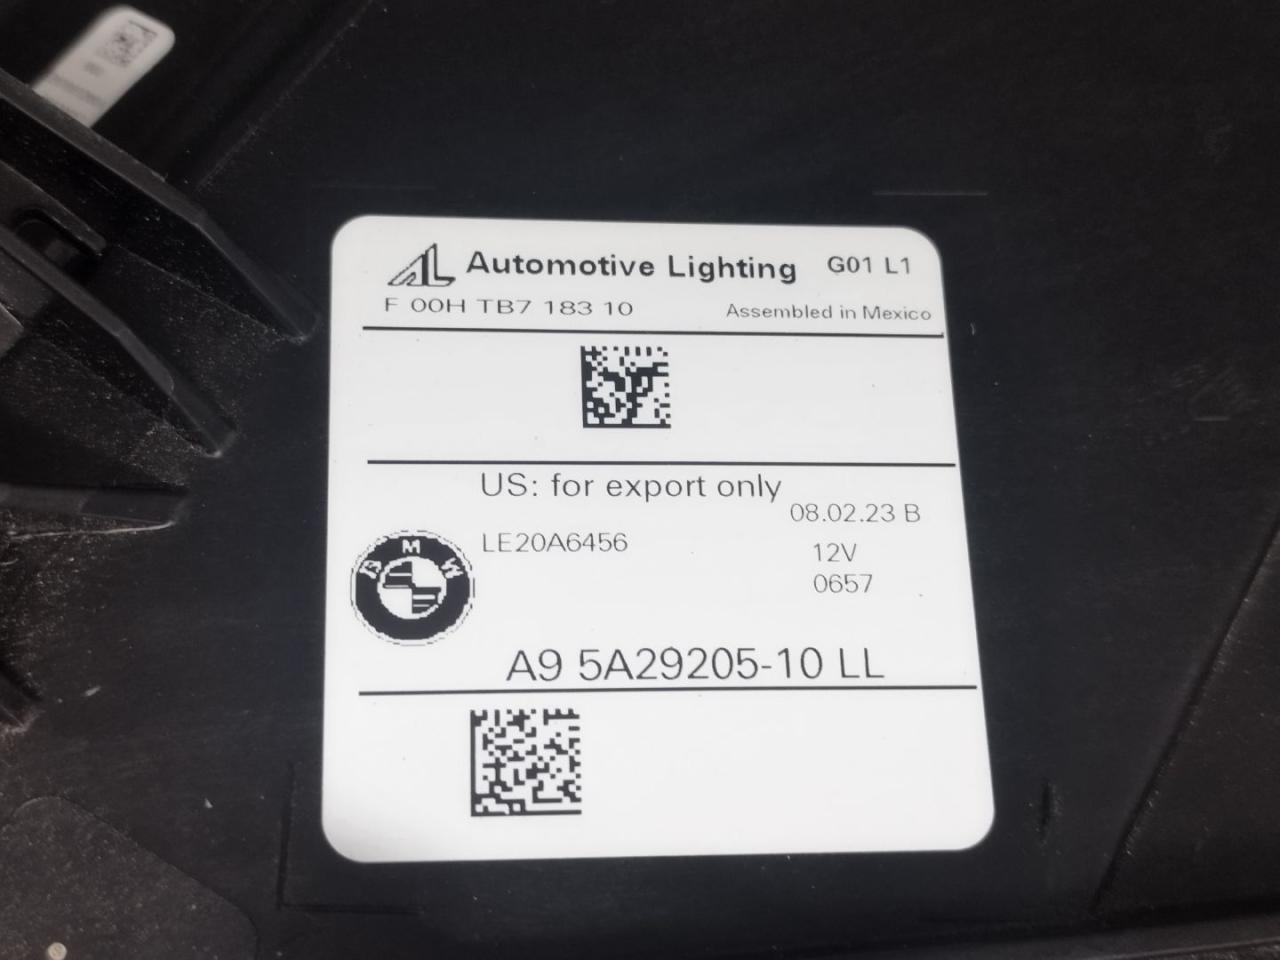 AL Automotive Lighting G01 L1
F 00H TB7 183 10 Assembled in Mexico
US: for export only
08.02.23 B
LE20A6456
12V
0657
BMW
A9 5A29205-10 LL